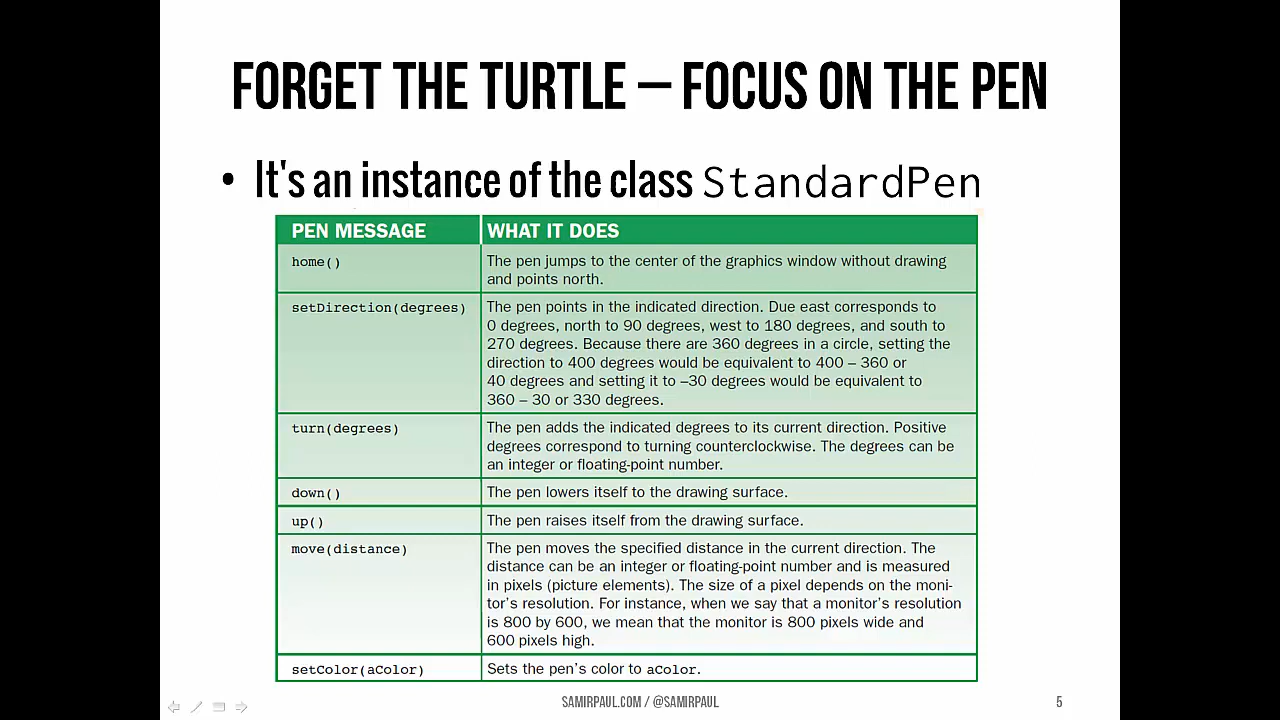 FORGET THE TURTLE – FOCUS ON THE PEN
• It's an instance of the class StandardPen
PEN MESSAGE WHAT IT DOES
home() The pen jumps to the center of the graphics window without drawing
and points north.
setDirection(degrees) The pen points in the indicated direction. Due east corresponds to
0 degrees, north to 90 degrees, west to 180 degrees, and south to
270 degrees. Because there are 360 degrees in a circle, setting the
direction to 400 degrees would be equivalent to 400 – 360 or
40 degrees and setting it to –30 degrees would be equivalent to
360 – 30 or 330 degrees.
turn(degrees) The pen adds the indicated degrees to its current direction. Positive
degrees correspond to turning counterclockwise. The degrees can be
an integer or floating-point number.
down() The pen lowers itself to the drawing surface.
up() The pen raises itself from the drawing surface.
move(distance) The pen moves the specified distance in the current direction. The
distance can be an integer or floating-point number and is measured
in pixels (picture elements). The size of a pixel depends on the moni-
tor's resolution. For instance, when we say that a monitor's resolution
is 800 by 600, we mean that the monitor is 800 pixels wide and
600 pixels high.
setColor(aColor) Sets the pen's color to aColor.
SAMIRPAUL.COM / @SAMIRPAUL 5